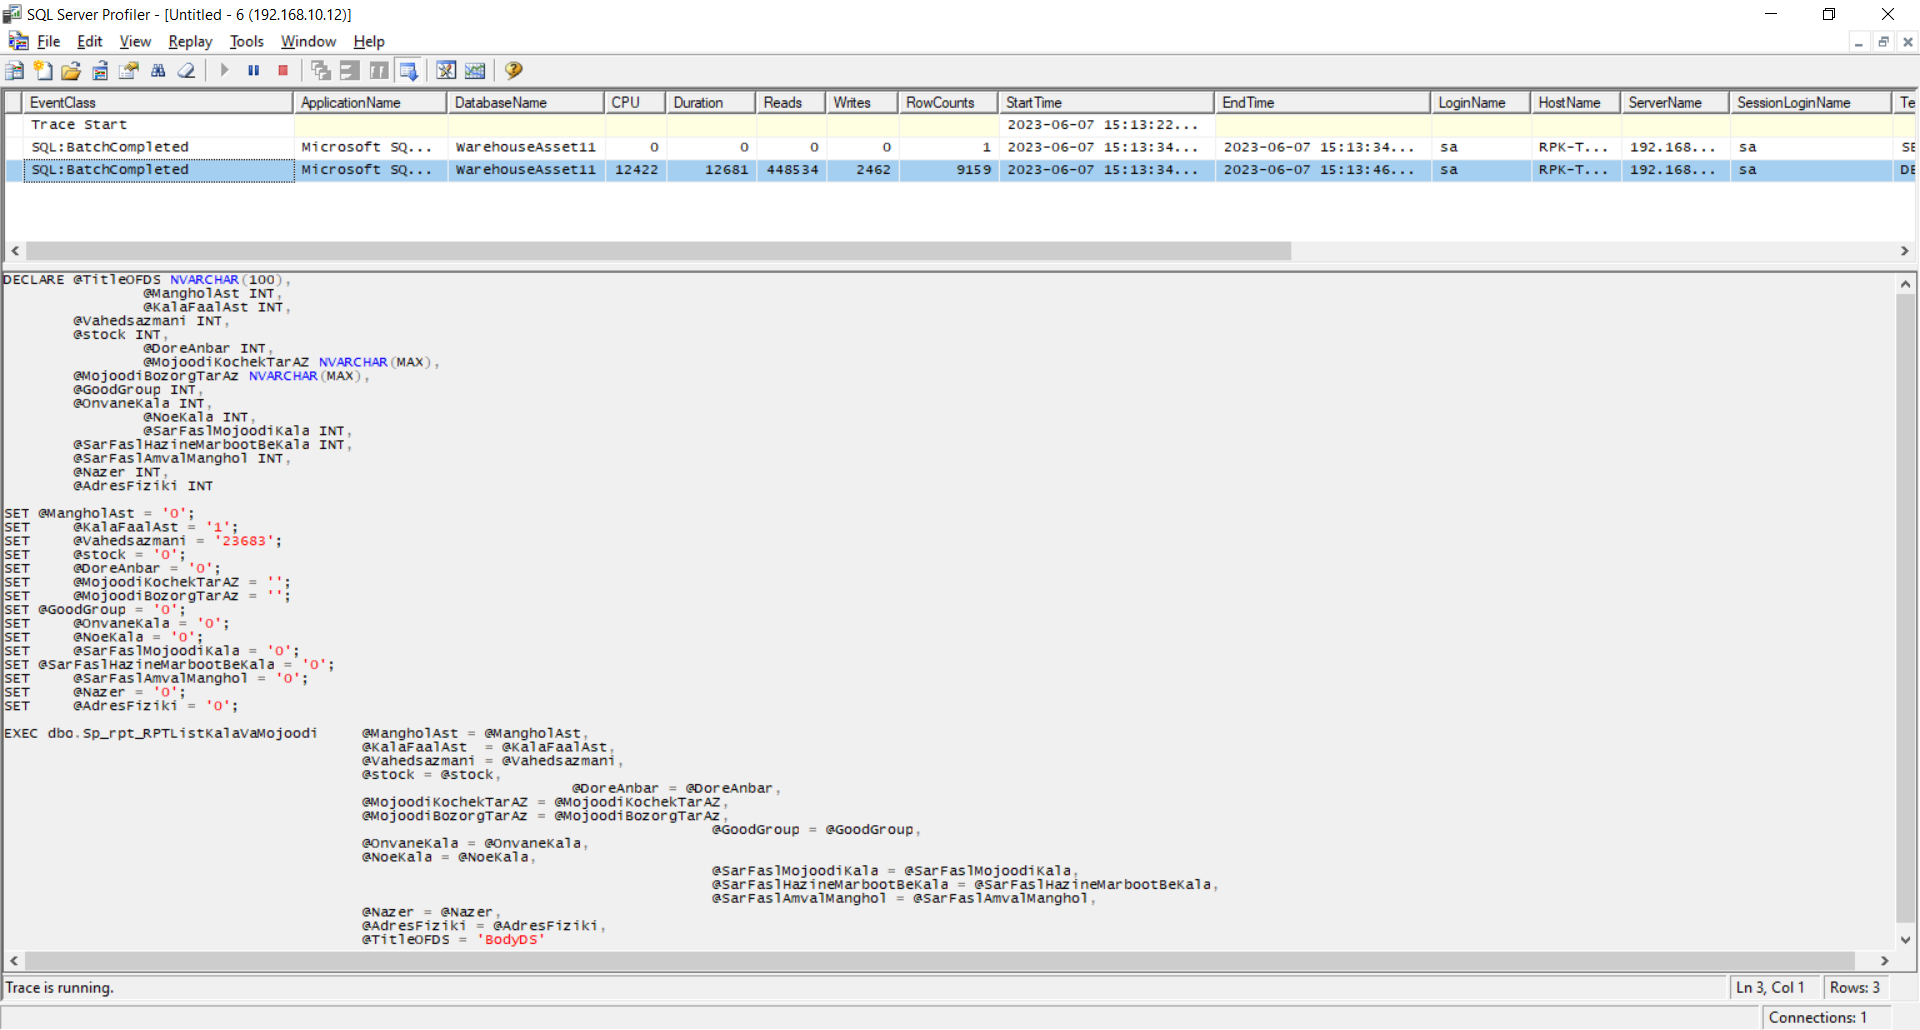 SQL Server Profiler - [Untitled - 6 (192.168.10.12)]
File Edit View Replay Tools Window Help
EventClass ApplicationName DatabaseName CPU Duration Reads Writes RowCounts StartTime EndTime LoginName HostName ServerName SessionLoginName Te
Trace Start 2023-06-07 15:13:22...
SQL:BatchCompleted Microsoft SQ... WarehouseAsset11 0 0 0 0 1 2023-06-07 15:13:34... 2023-06-07 15:13:34... sa RPK-T... 192.168... sa SE
SQL:BatchCompleted Microsoft SQ... WarehouseAsset11 12422 12681 448534 2462 9159 2023-06-07 15:13:34... 2023-06-07 15:13:46... sa RPK-T... 192.168... sa DE
DECLARE @TitleOFDS NVARCHAR(100),
@MangholAst INT,
@KalaFaalAst INT,
@Vahedsazmani INT,
@stock INT,
@DoreAnbar INT,
@MojoodiKochekTarAZ NVARCHAR(MAX),
@MojoodiBozorgTarAz NVARCHAR(MAX),
@GoodGroup INT,
@OnvaneKala INT,
@NoeKala INT,
@SarFaslMojoodiKala INT,
@SarFaslHazineMarbootBeKala INT,
@SarFaslAmvalManghol INT,
@Nazer INT,
@AdresFiziki INT
SET @MangholAst = '0';
SET @KalaFaalAst = '1';
SET @Vahedsazmani = '23683';
SET @stock = '0';
SET @DoreAnbar = '0';
SET @MojoodiKochekTarAZ = '';
SET @MojoodiBozorgTarAz = '';
SET @GoodGroup = '0';
SET @OnvaneKala = '0';
SET @NoeKala = '0';
SET @SarFaslMojoodiKala = '0';
SET @SarFaslHazineMarbootBeKala = '0';
SET @SarFaslAmvalManghol = '0';
SET @Nazer = '0';
SET @AdresFiziki = '0';
EXEC dbo.Sp_rpt_RPTListKalaVaMojoodi @MangholAst = @MangholAst,
@KalaFaalAst = @KalaFaalAst,
@Vahedsazmani = @Vahedsazmani,
@stock = @stock,
@DoreAnbar = @DoreAnbar,
@MojoodiKochekTarAZ = @MojoodiKochekTarAZ,
@MojoodiBozorgTarAz = @MojoodiBozorgTarAz,
@GoodGroup = @GoodGroup,
@OnvaneKala = @OnvaneKala,
@NoeKala = @NoeKala,
@SarFaslMojoodiKala = @SarFaslMojoodiKala,
@SarFaslHazineMarbootBeKala = @SarFaslHazineMarbootBeKala,
@SarFaslAmvalManghol = @SarFaslAmvalManghol,
@Nazer = @Nazer,
@AdresFiziki = @AdresFiziki,
@TitleOFDS = 'BodyDS'
Trace is running. Ln 3, Col 1 Rows: 3
Connections: 1